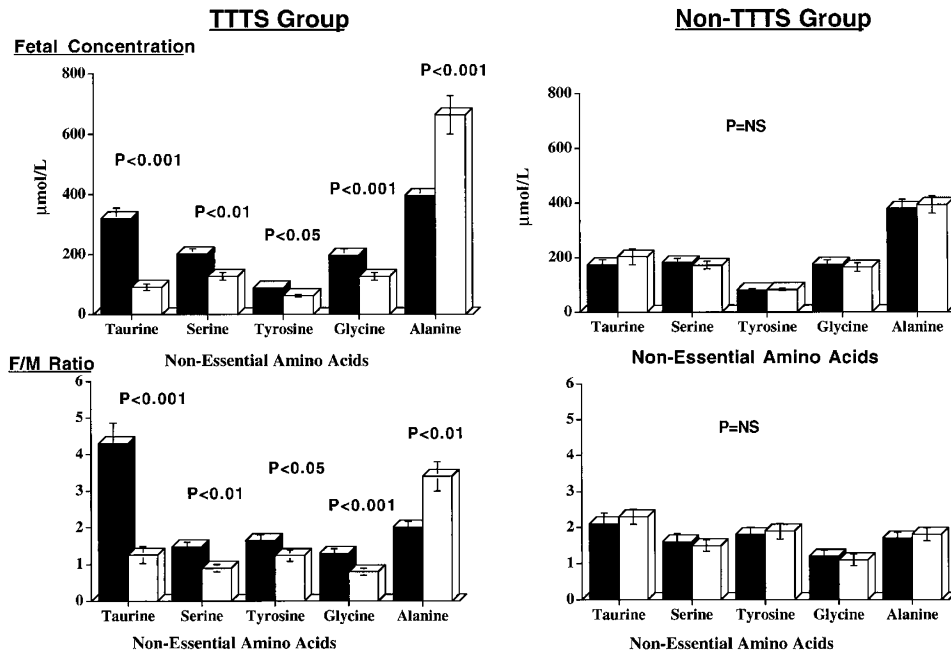 TTTS Group
Non-TTTS Group
Fetal Concentration
800
600
400
200
0
µmol/L
P<0.001
P<0.01
P<0.05
P<0.001
P<0.001
Taurine Serine Tyrosine Glycine Alanine
Non-Essential Amino Acids
800
600
400
200
0
µmol/L
P=NS
Taurine Serine Tyrosine Glycine Alanine
Non-Essential Amino Acids
F/M Ratio
6
5
4
3
2
1
0
P<0.001
P<0.01
P<0.05
P<0.001
P<0.01
Taurine Serine Tyrosine Glycine Alanine
Non-Essential Amino Acids
6
5
4
3
2
1
0
P=NS
Taurine Serine Tyrosine Glycine Alanine
Non-Essential Amino Acids